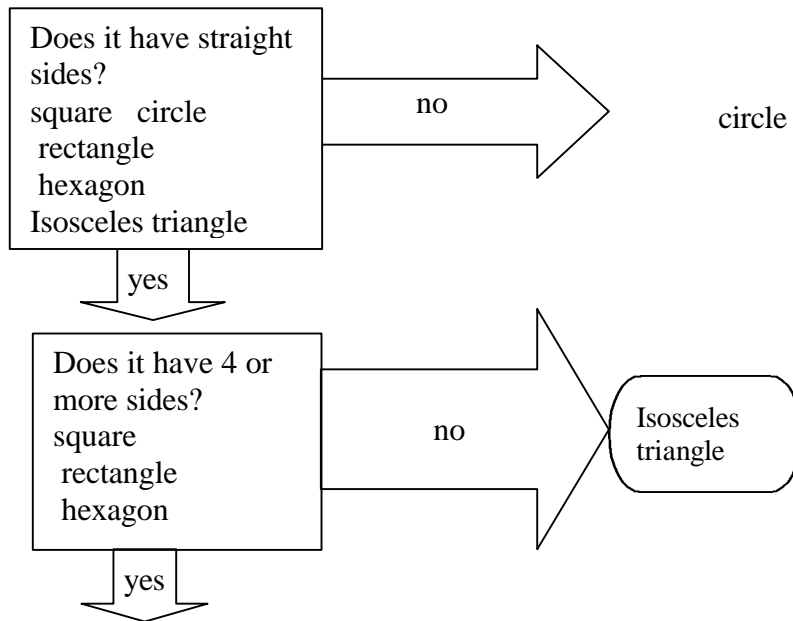 Does it have straight
sides?
square   circle
rectangle
hexagon
Isosceles triangle
no
circle
yes
Does it have 4 or
more sides?
square
rectangle
hexagon
no
Isosceles
triangle
yes